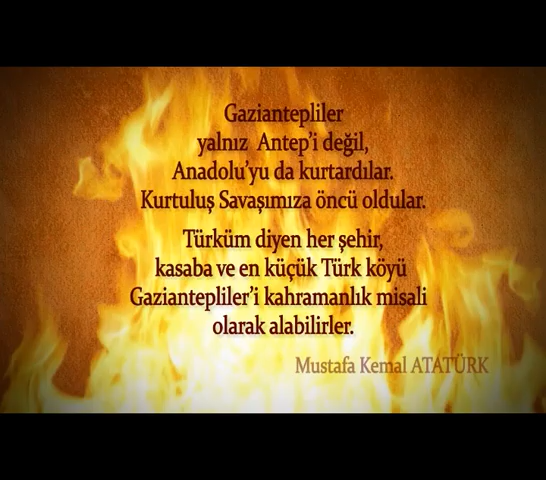 Gaziantepliler
yalnız Antep'i değil,
Anadolu'yu da kurtardılar.
Kurtuluş Savaşımıza öncü oldular.
Türküm diyen her şehir,
kasaba ve en küçük Türk köyü
Gaziantepliler'i kahramanlık misali
olarak alabilirler.
Mustafa Kemal ATATÜRK